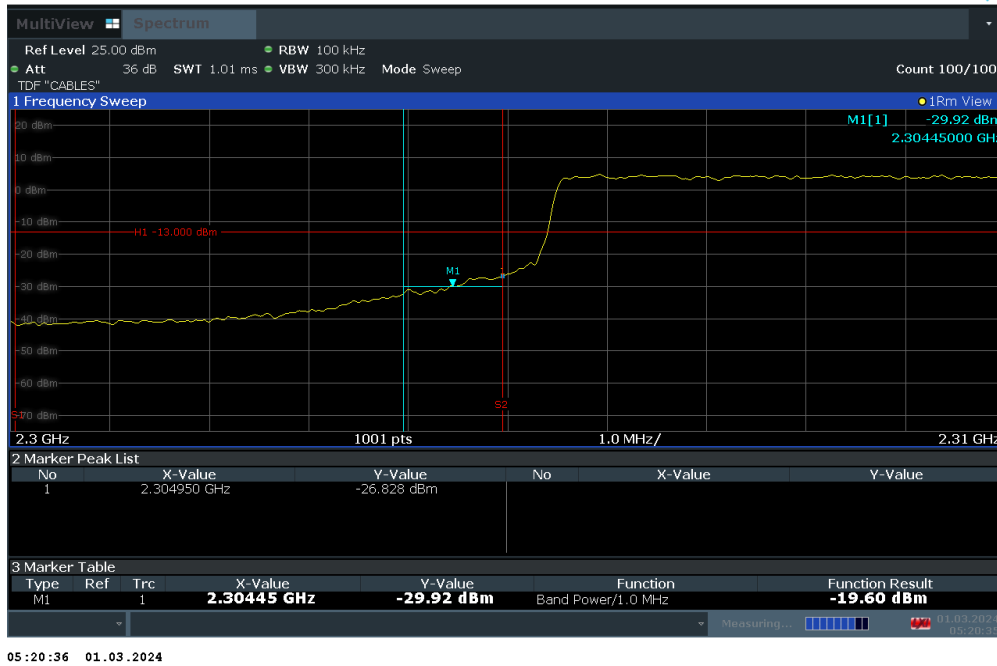 MultiView Spectrum
Ref Level 25.00 dBm RBW 100 kHz
Att 36 dB SWT 1.01 ms VBW 300 kHz Mode Sweep Count 100/100
TDF "CABLES"
1 Frequency Sweep 1Rm View
M1[1] -29.92 dBm
2.30445000 GHz
20 dBm
10 dBm
0 dBm
-10 dBm
H1 -13.000 dBm
-20 dBm
M1 1
-30 dBm
-40 dBm
-50 dBm
-60 dBm
S2
-70 dBm
2.3 GHz 1001 pts 1.0 MHz/ 2.31 GHz
2 Marker Peak List
No X-Value Y-Value No X-Value Y-Value
1 2.304950 GHz -26.828 dBm
3 Marker Table
Type Ref Trc X-Value Y-Value Function Function Result
M1 1 2.30445 GHz -29.92 dBm Band Power/1.0 MHz -19.60 dBm
Measuring... 01.03.2024
05:20:36 01.03.2024